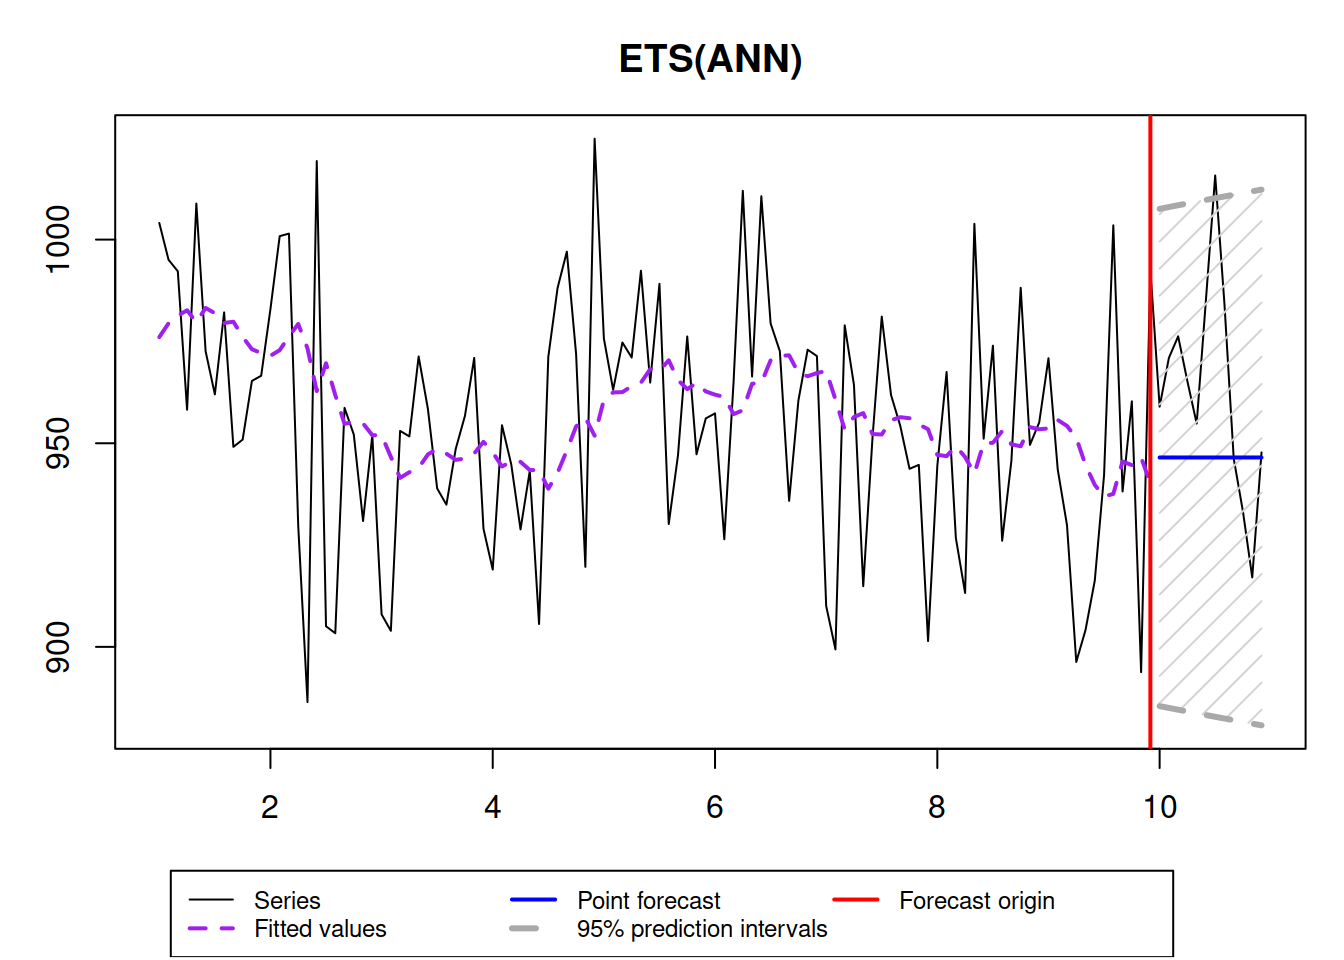 ETS(ANN)
1000
950
900
2 4 6 8 10
Series Point forecast Forecast origin
Fitted values 95% prediction intervals